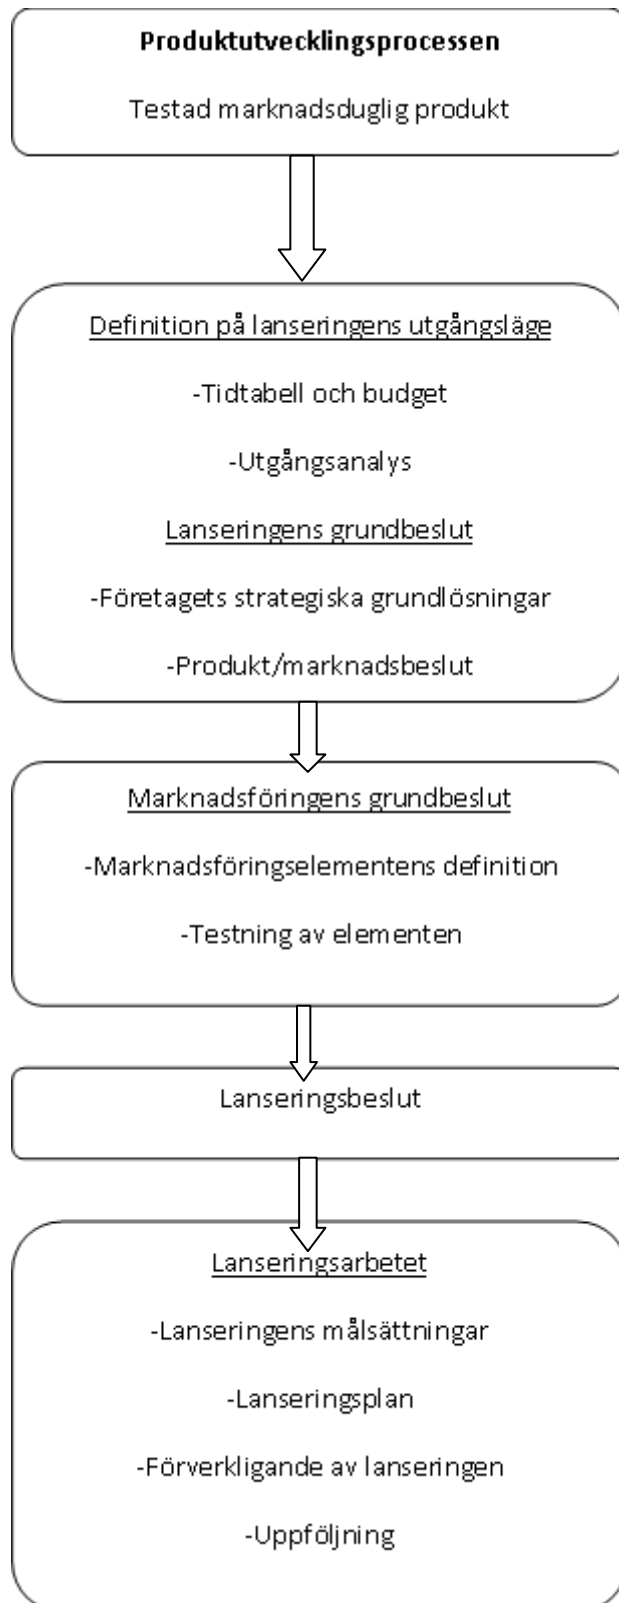 Produktutvecklingsprocessen
Testad marknadsduglig produkt
Definition på lanseringens utgångsläge
-Tidtabell och budget
-Utgångsanalys
Lanseringens grundbeslut
-Företagets strategiska grundlösningar
-Produkt/marknadsbeslut
Marknadsföringens grundbeslut
-Marknadsföringselementens definition
-Testning av elementen
Lanseringsbeslut
Lanseringsarbetet
-Lanseringens målsättningar
-Lanseringsplan
-Förverkligande av lanseringen
-Uppföljning